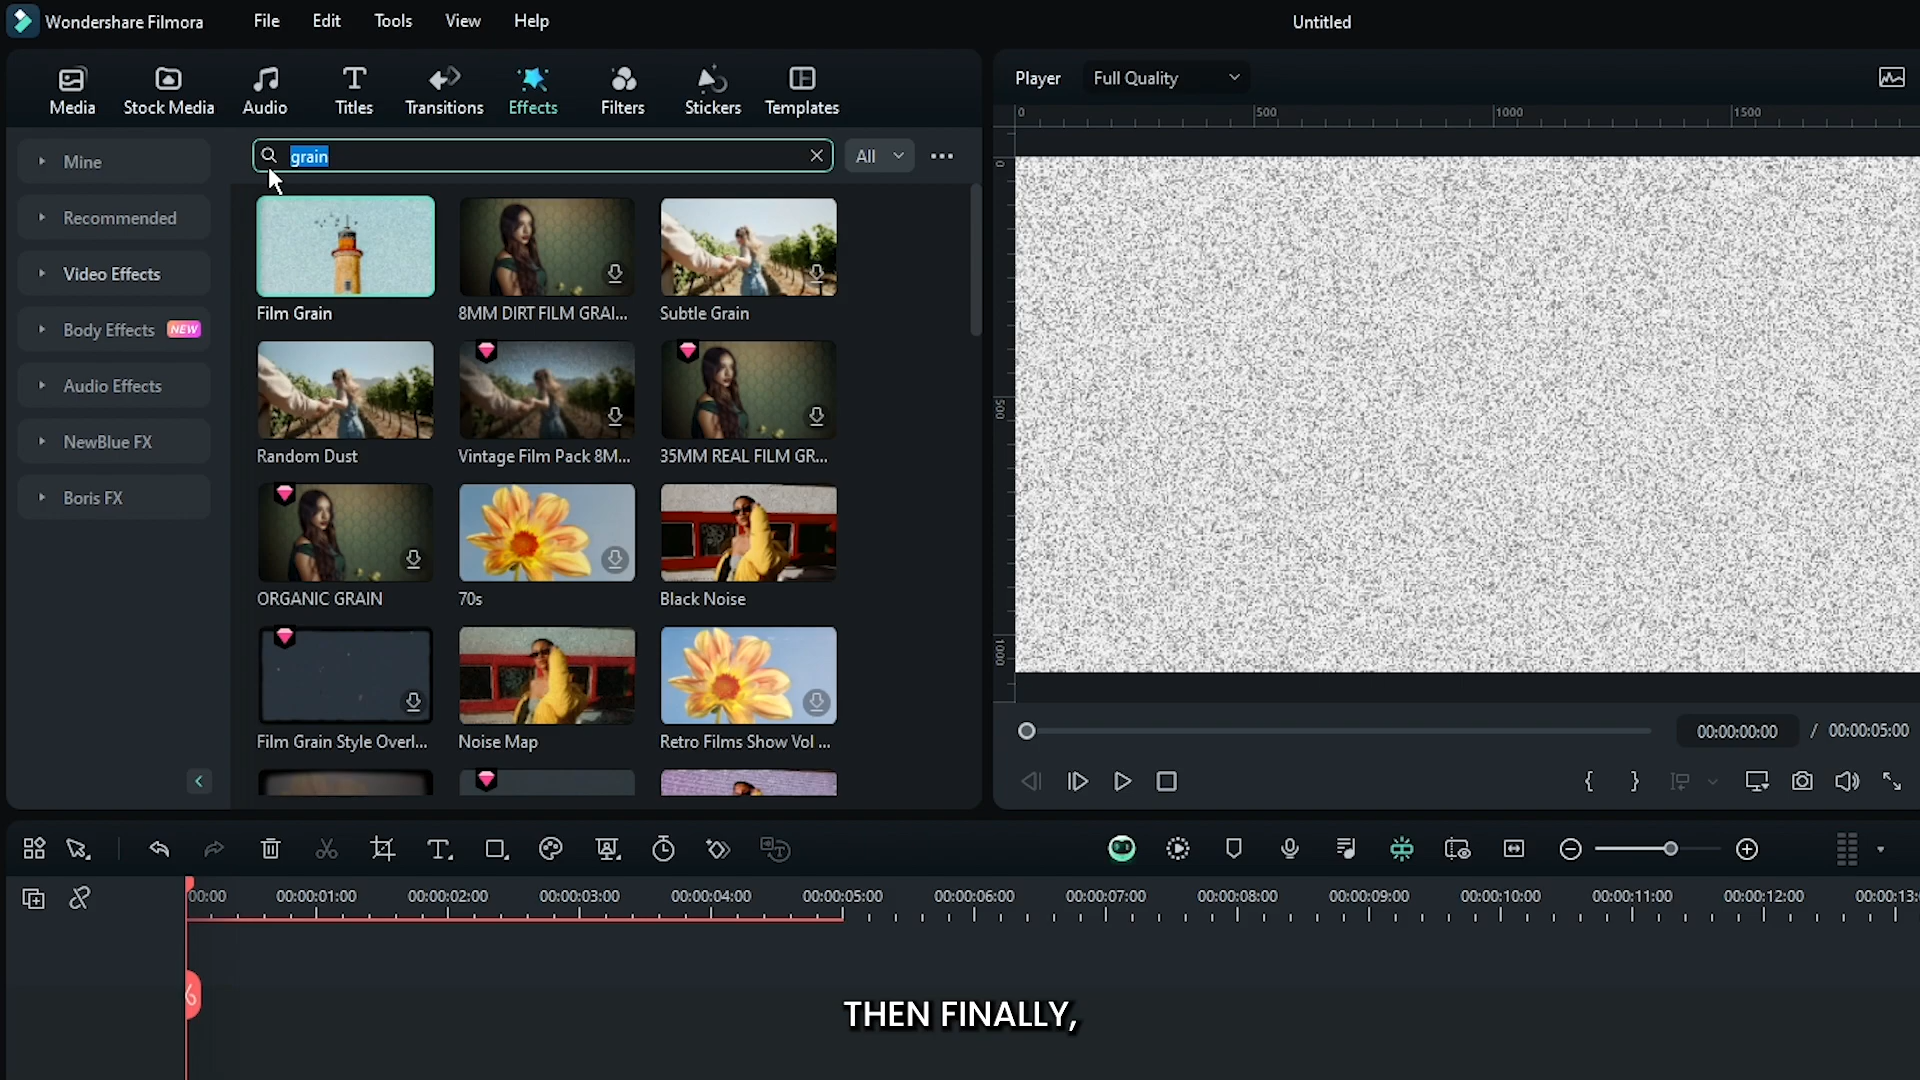 Wondershare Filmora
File Edit Tools View Help
Untitled
Media Stock Media Audio Titles Transitions Effects Filters Stickers Templates
Player Full Quality
0 500 1000 1500
grain
All
Mine
Recommended
Video Effects
Body Effects NEW
Audio Effects
NewBlue FX
Boris FX
Film Grain 8MM DIRT FILM GRAI... Subtle Grain
Random Dust Vintage Film Pack 8M... 35MM REAL FILM GR...
ORGANIC GRAIN 70s Black Noise
Film Grain Style Overl... Noise Map Retro Films Show Vol ...
0
500
1000
00:00:00:00 / 00:00:05:00
00:00 00:00:01:00 00:00:02:00 00:00:03:00 00:00:04:00 00:00:05:00 00:00:06:00 00:00:07:00 00:00:08:00 00:00:09:00 00:00:10:00 00:00:11:00 00:00:12:00 00:00:13:
THEN FINALLY,